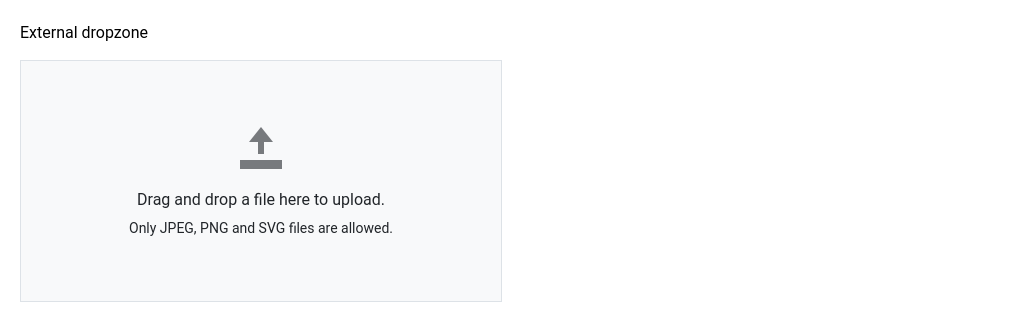 External dropzone
Drag and drop a file here to upload.
Only JPEG, PNG and SVG files are allowed.